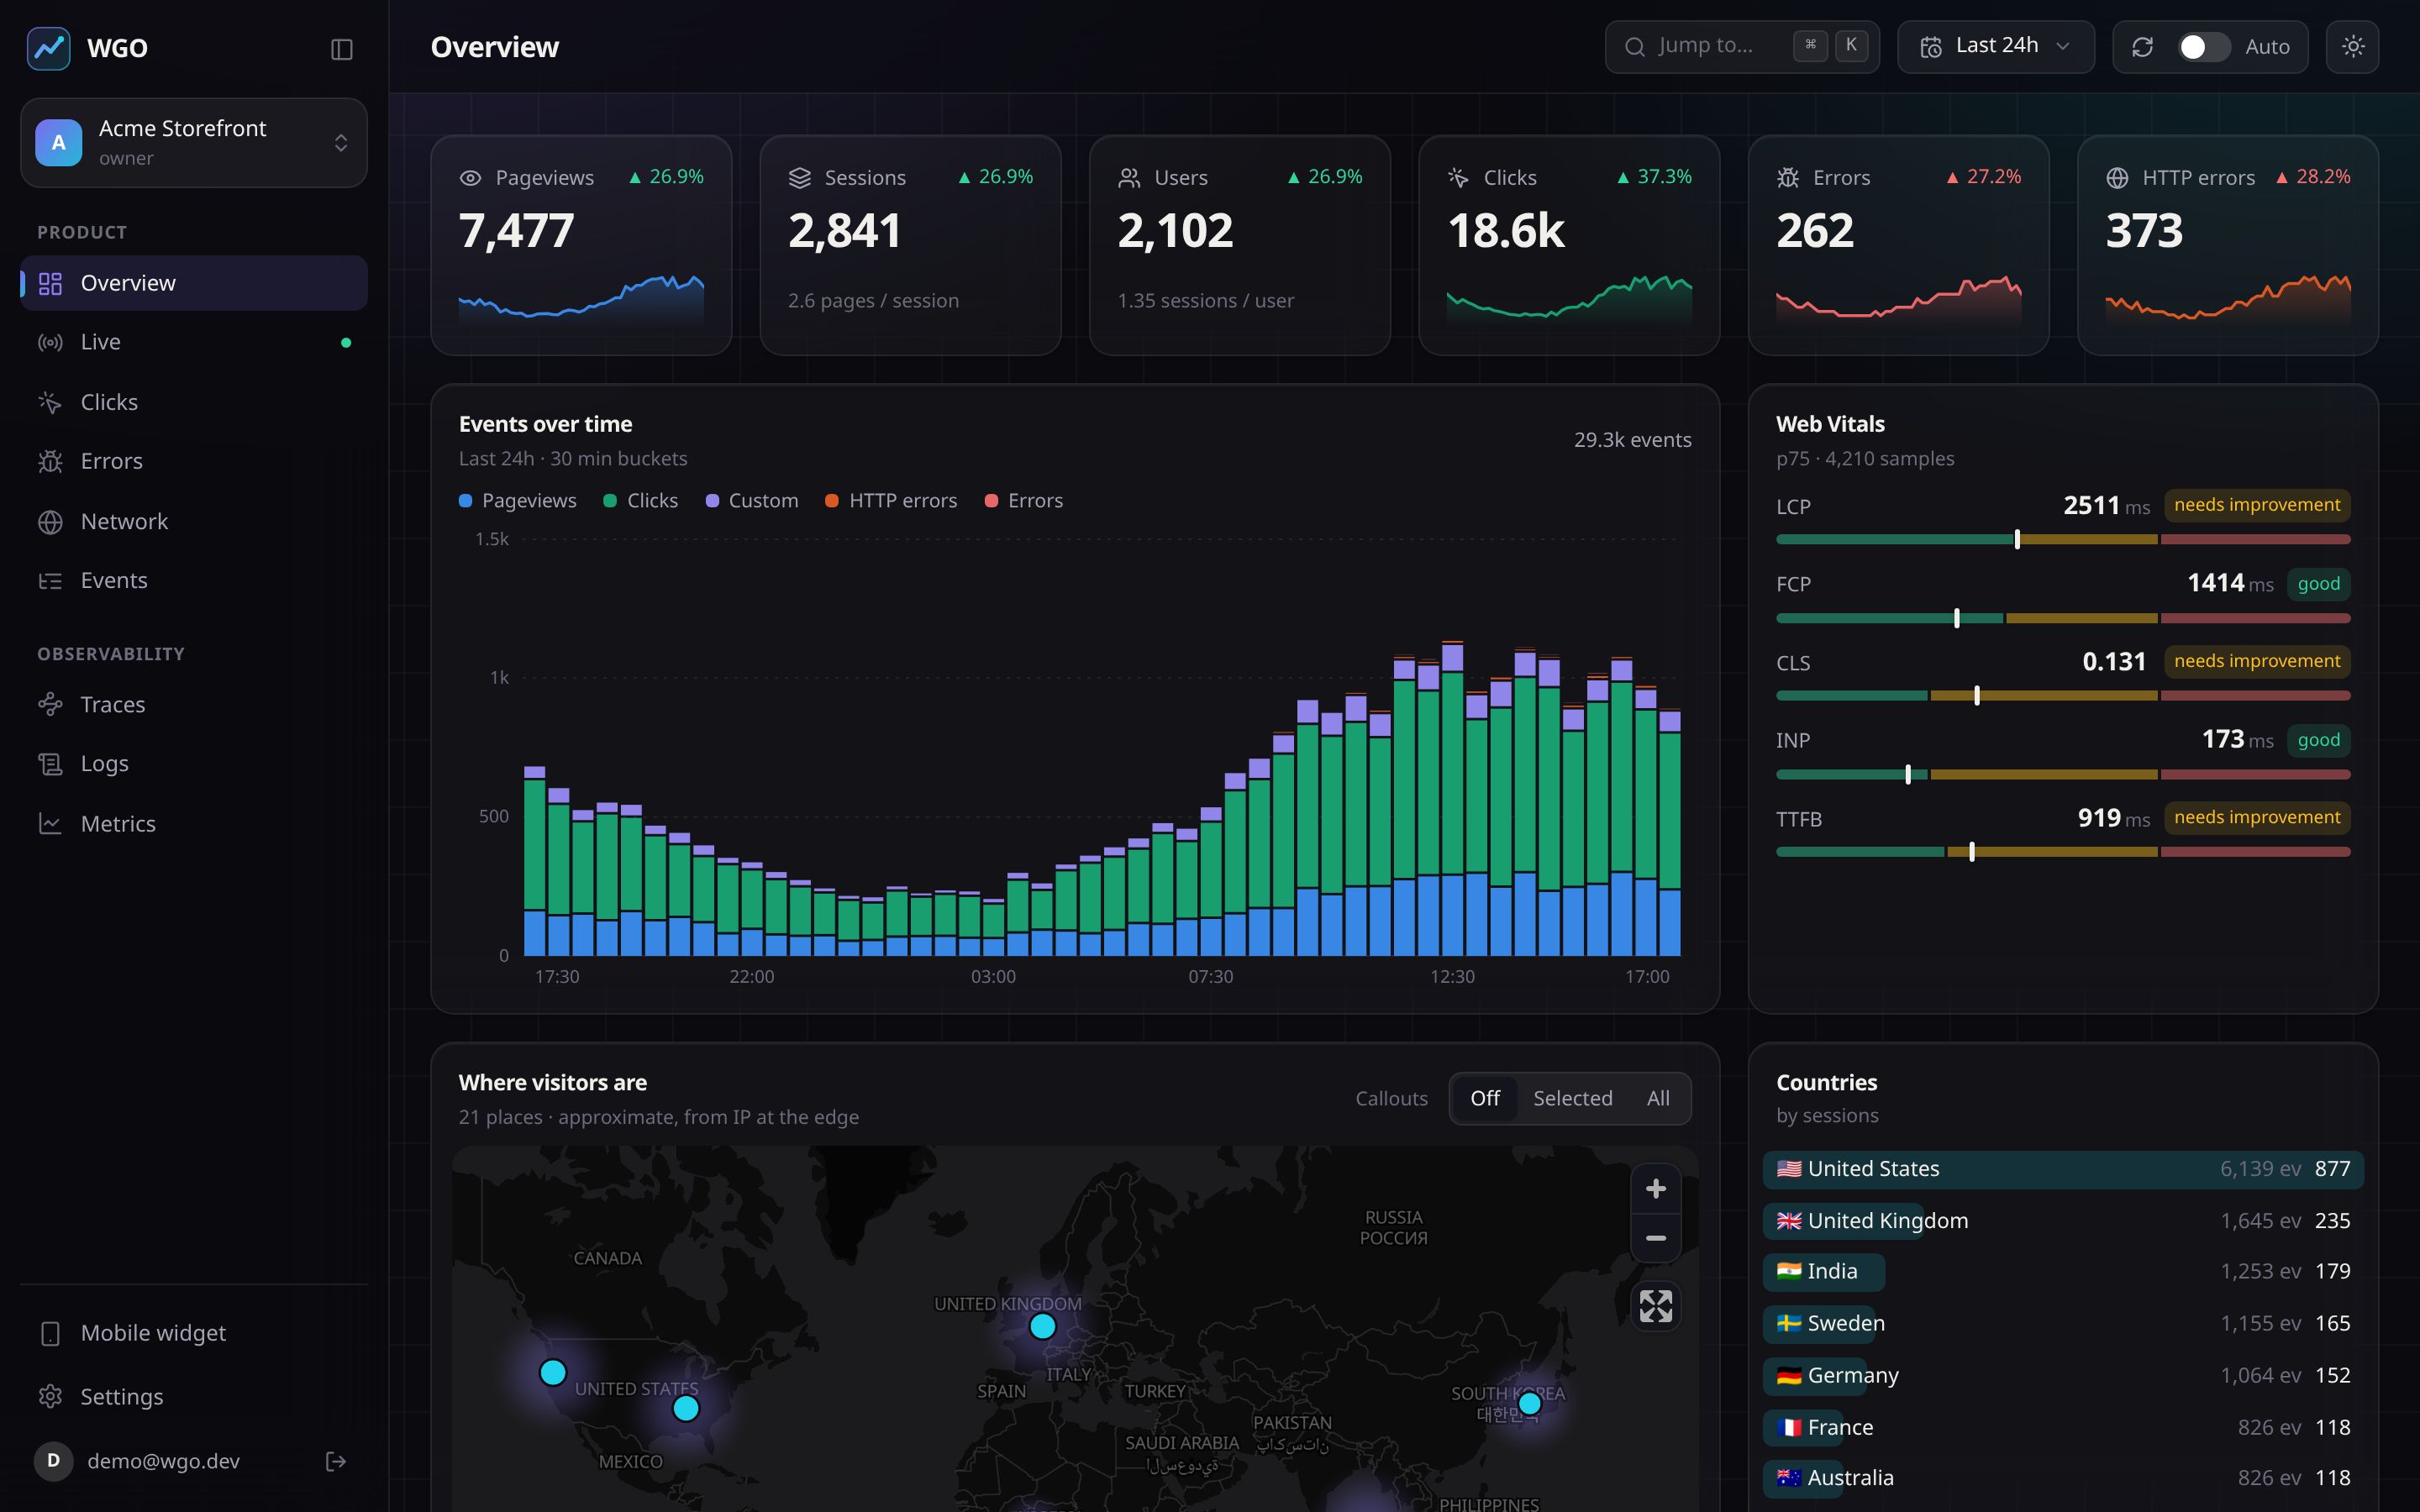 WGO
A
Acme Storefront
owner
PRODUCT
Overview
Live
Clicks
Errors
Network
Events
OBSERVABILITY
Traces
Logs
Metrics
Mobile widget
Settings
D
demo@wgo.dev
Overview
Jump to...
⌘ K
Last 24h
Auto
Pageviews ▲ 26.9%
7,477
Sessions ▲ 26.9%
2,841
2.6 pages / session
Users ▲ 26.9%
2,102
1.35 sessions / user
Clicks ▲ 37.3%
18.6k
Errors ▲ 27.2%
262
HTTP errors ▲ 28.2%
373
Events over time
Last 24h · 30 min buckets
29.3k events
Pageviews Clicks Custom HTTP errors Errors
1.5k
1k
500
0
17:30 22:00 03:00 07:30 12:30 17:00
Web Vitals
p75 · 4,210 samples
LCP 2511 ms needs improvement
FCP 1414 ms good
CLS 0.131 needs improvement
INP 173 ms good
TTFB 919 ms needs improvement
Where visitors are
21 places · approximate, from IP at the edge
Callouts Off Selected All
RUSSIA
РОССИЯ
CANADA
UNITED KINGDOM
ITALY
UNITED STATES
SPAIN
TURKEY
SOUTH KOREA
대한민국
PAKISTAN
SAUDI ARABIA
MEXICO
PHILIPPINES
Countries
by sessions
United States 6,139 ev 877
United Kingdom 1,645 ev 235
India 1,253 ev 179
Sweden 1,155 ev 165
Germany 1,064 ev 152
France 826 ev 118
Australia 826 ev 118